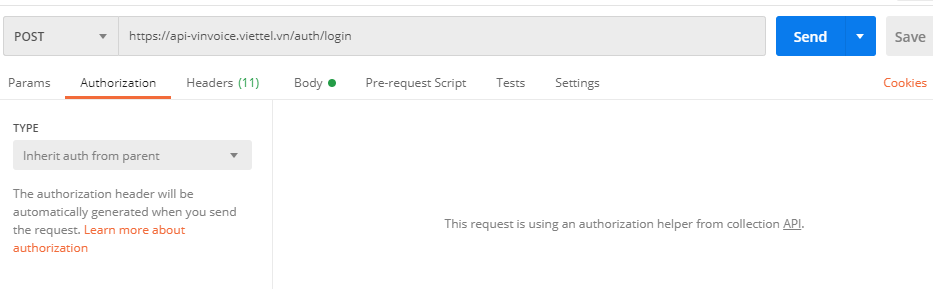 POST https://api-vinvoice.viettel.vn/auth/login Send Save
Params Authorization Headers (11) Body Pre-request Script Tests Settings Cookies
TYPE
Inherit auth from parent
The authorization header will be
automatically generated when you send
the request. Learn more about
authorization
This request is using an authorization helper from collection API.